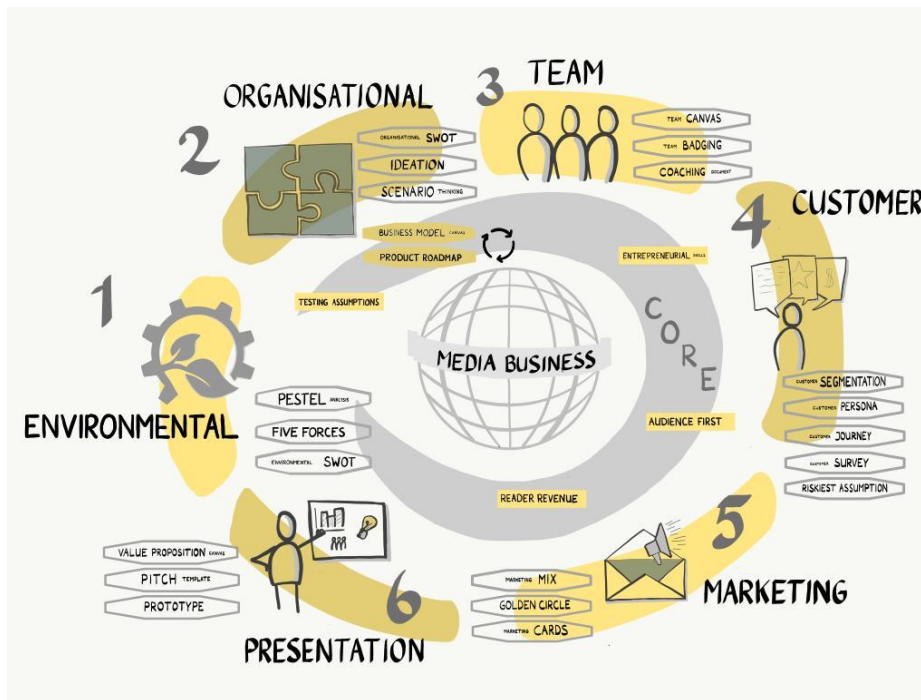 1
ENVIRONMENTAL
PESTEL ANALYSIS
FIVE FORCES
ENVIRONMENTAL SWOT
2
ORGANISATIONAL
ORGANISATIONAL SWOT
IDEATION
SCENARIO THINKING
BUSINESS MODEL CANVAS
PRODUCT ROADMAP
3
TEAM
TEAM CANVAS
TEAM BADGING
COACHING DOCUMENT
4
CUSTOMER
$
CUSTOMER SEGMENTATION
CUSTOMER PERSONA
CUSTOMER JOURNEY
CUSTOMER SURVEY
RISKIEST ASSUMPTION
5
MARKETING
MARKETING MIX
GOLDEN CIRCLE
MARKETING CARDS
6
PRESENTATION
VALUE PROPOSITION CANVAS
PITCH TEMPLATE
PROTOTYPE
TESTING ASSUMPTIONS
ENTREPRENEURIAL SKILLS
CORE
AUDIENCE FIRST
READER REVENUE
MEDIA BUSINESS